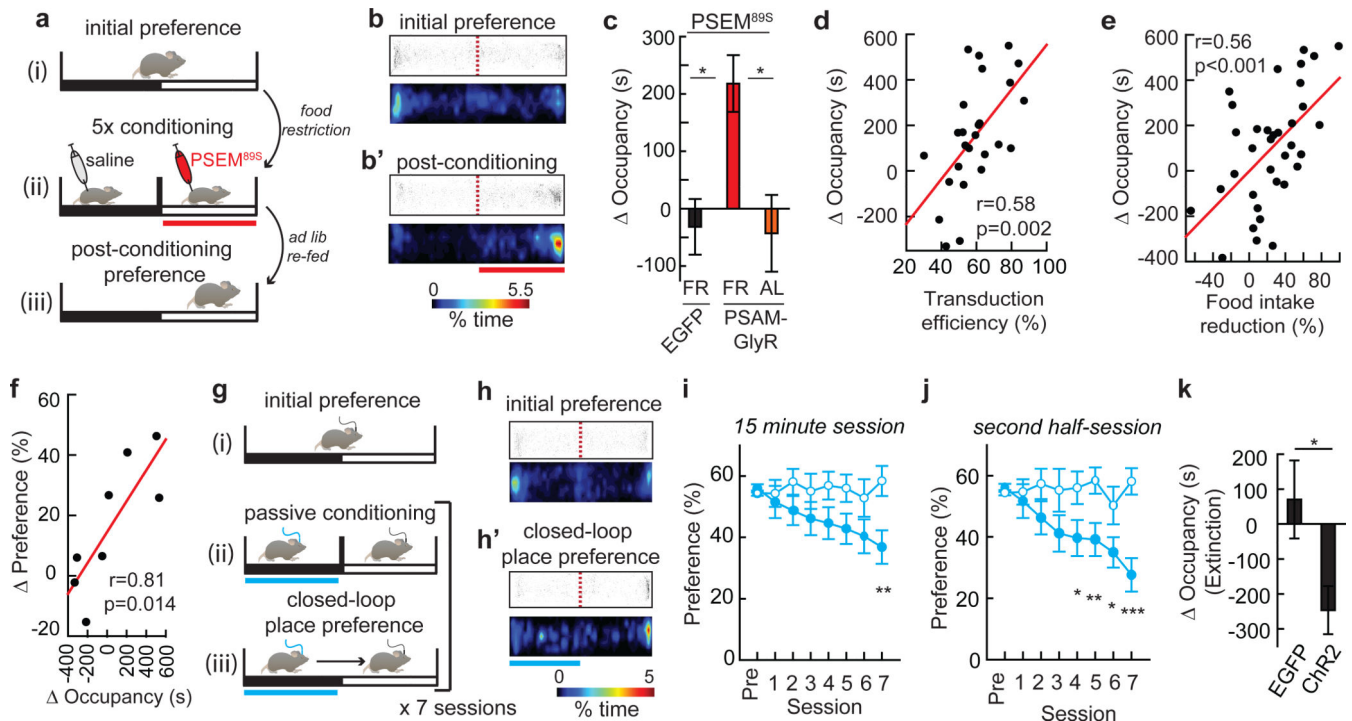 a
initial preference
(i)
food
restriction
5x conditioning
saline
PSEM89S
(ii)
ad lib
re-fed
post-conditioning
preference
(iii)
b
initial preference
b'
post-conditioning
0
5.5
% time
c
PSEM89S
*
*
300
200
100
0
-100
Δ Occupancy (s)
FR
FR
AL
EGFP
PSAM-
GlyR
d
600
400
200
0
-200
Δ Occupancy (s)
r=0.58
p=0.002
20
40
60
80
100
Transduction
efficiency (%)
e
600
400
200
0
-200
-400
Δ Occupancy (s)
r=0.56
p<0.001
-40
0
40
80
Food intake
reduction (%)
f
60
40
20
0
-20
Δ Preference (%)
r=0.81
p=0.014
400
-200
0
200
400
600
Δ Occupancy (s)
g
initial preference
(i)
passive conditioning
(ii)
closed-loop
place preference
(iii)
x 7 sessions
h
initial preference
h'
closed-loop
place preference
0
5
% time
i
15 minute session
60
40
20
0
Preference (%)
**
Pre
1
2
3
4
5
6
7
Session
j
second half-session
60
40
20
0
Preference (%)
*
**
*
***
Pre
1
2
3
4
5
6
7
Session
k
*
200
100
0
-100
-200
-300
Δ Occupancy (s)
(Extinction)
EGFP
ChR2